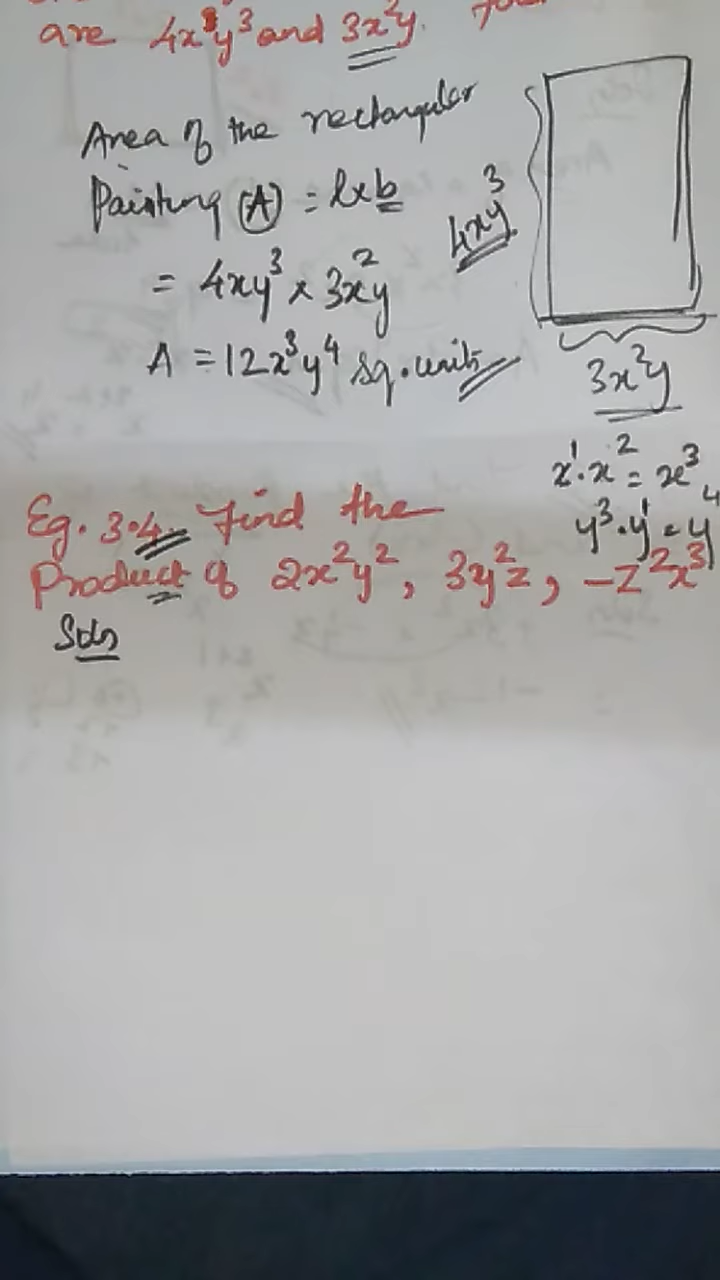 are 4xy³ and 3x²y.
Area of the rectangular
Painting (A) = l×b
= 4xy³ × 3x²y
A = 12x³y⁴ sq. units
4xy³
3x²y
x¹·x² = x³
y³·y¹ = y⁴
Eg. 3.4. Find the
Product of 2x²y², 3y²z, -z²x³
Soln